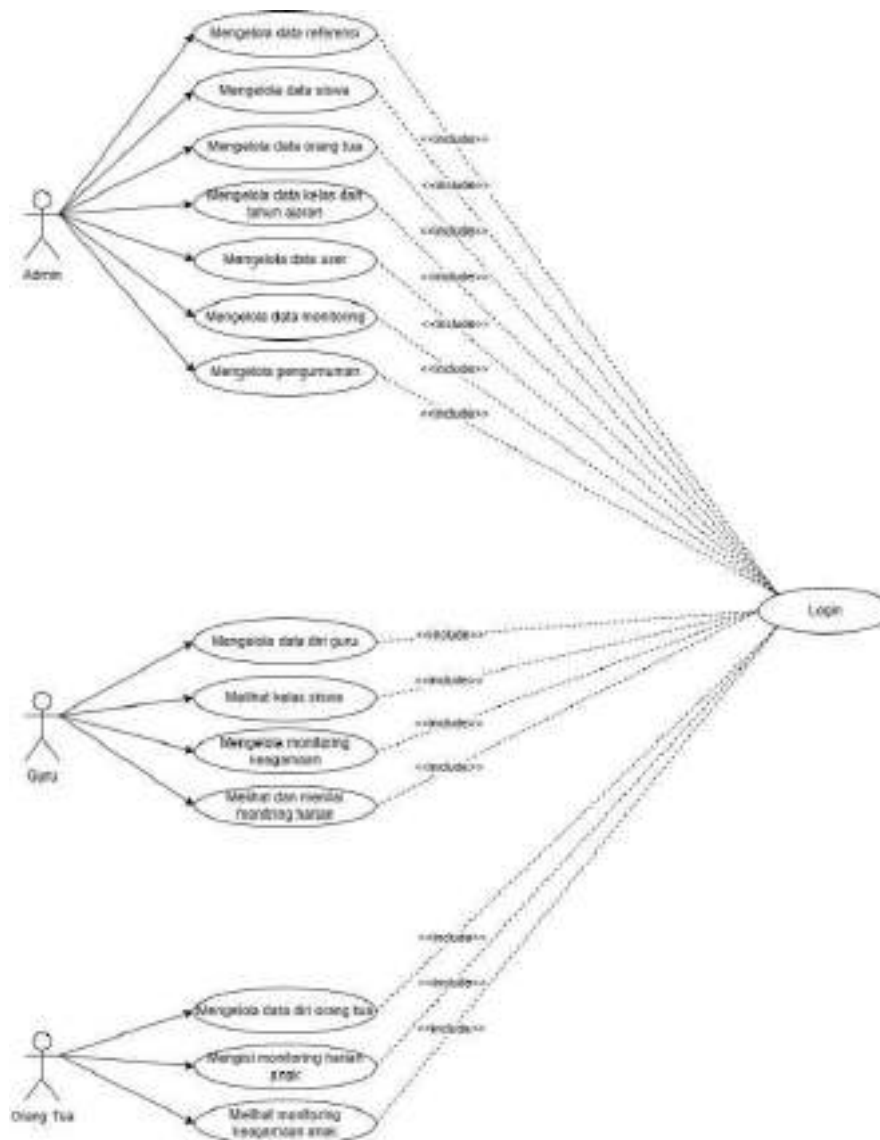 Mengelola data referensi
Mengelola data siswa
<<include>>
Mengelola data orang tua
<<include>>
Mengelola data kelas dan
tahun ajaran
<<include>>
Admin
Mengelola data user
<<include>>
Mengelola data monitoring
<<include>>
Mengelola pengumuman
<<include>>
<<include>>
Login
Mengelola data diri guru
<<include>>
Melihat kelas siswa
<<include>>
Mengelola monitoring
keagamaan
<<include>>
Guru
Melihat dan menilai
monitring harian
<<include>>
<<include>>
Mengelola data diri orang tua
<<include>>
Mengisi monitoring harian
anak
<<include>>
Orang Tua
Melihat monitoring
keagamaan anak